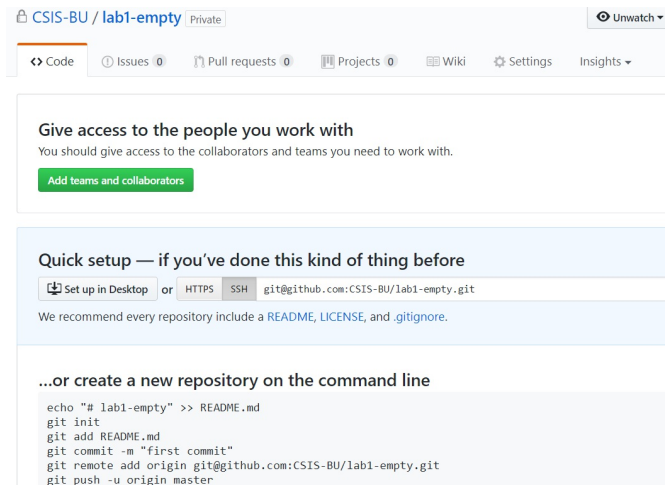 CSIS-BU / lab1-empty Private Unwatch
Code Issues 0 Pull requests 0 Projects 0 Wiki Settings Insights
Give access to the people you work with
You should give access to the collaborators and teams you need to work with.
Add teams and collaborators
Quick setup — if you’ve done this kind of thing before
Set up in Desktop or HTTPS SSH git@github.com:CSIS-BU/lab1-empty.git
We recommend every repository include a README, LICENSE, and .gitignore.
…or create a new repository on the command line
echo "# lab1-empty" >> README.md
git init
git add README.md
git commit -m "first commit"
git remote add origin git@github.com:CSIS-BU/lab1-empty.git
git push -u origin master